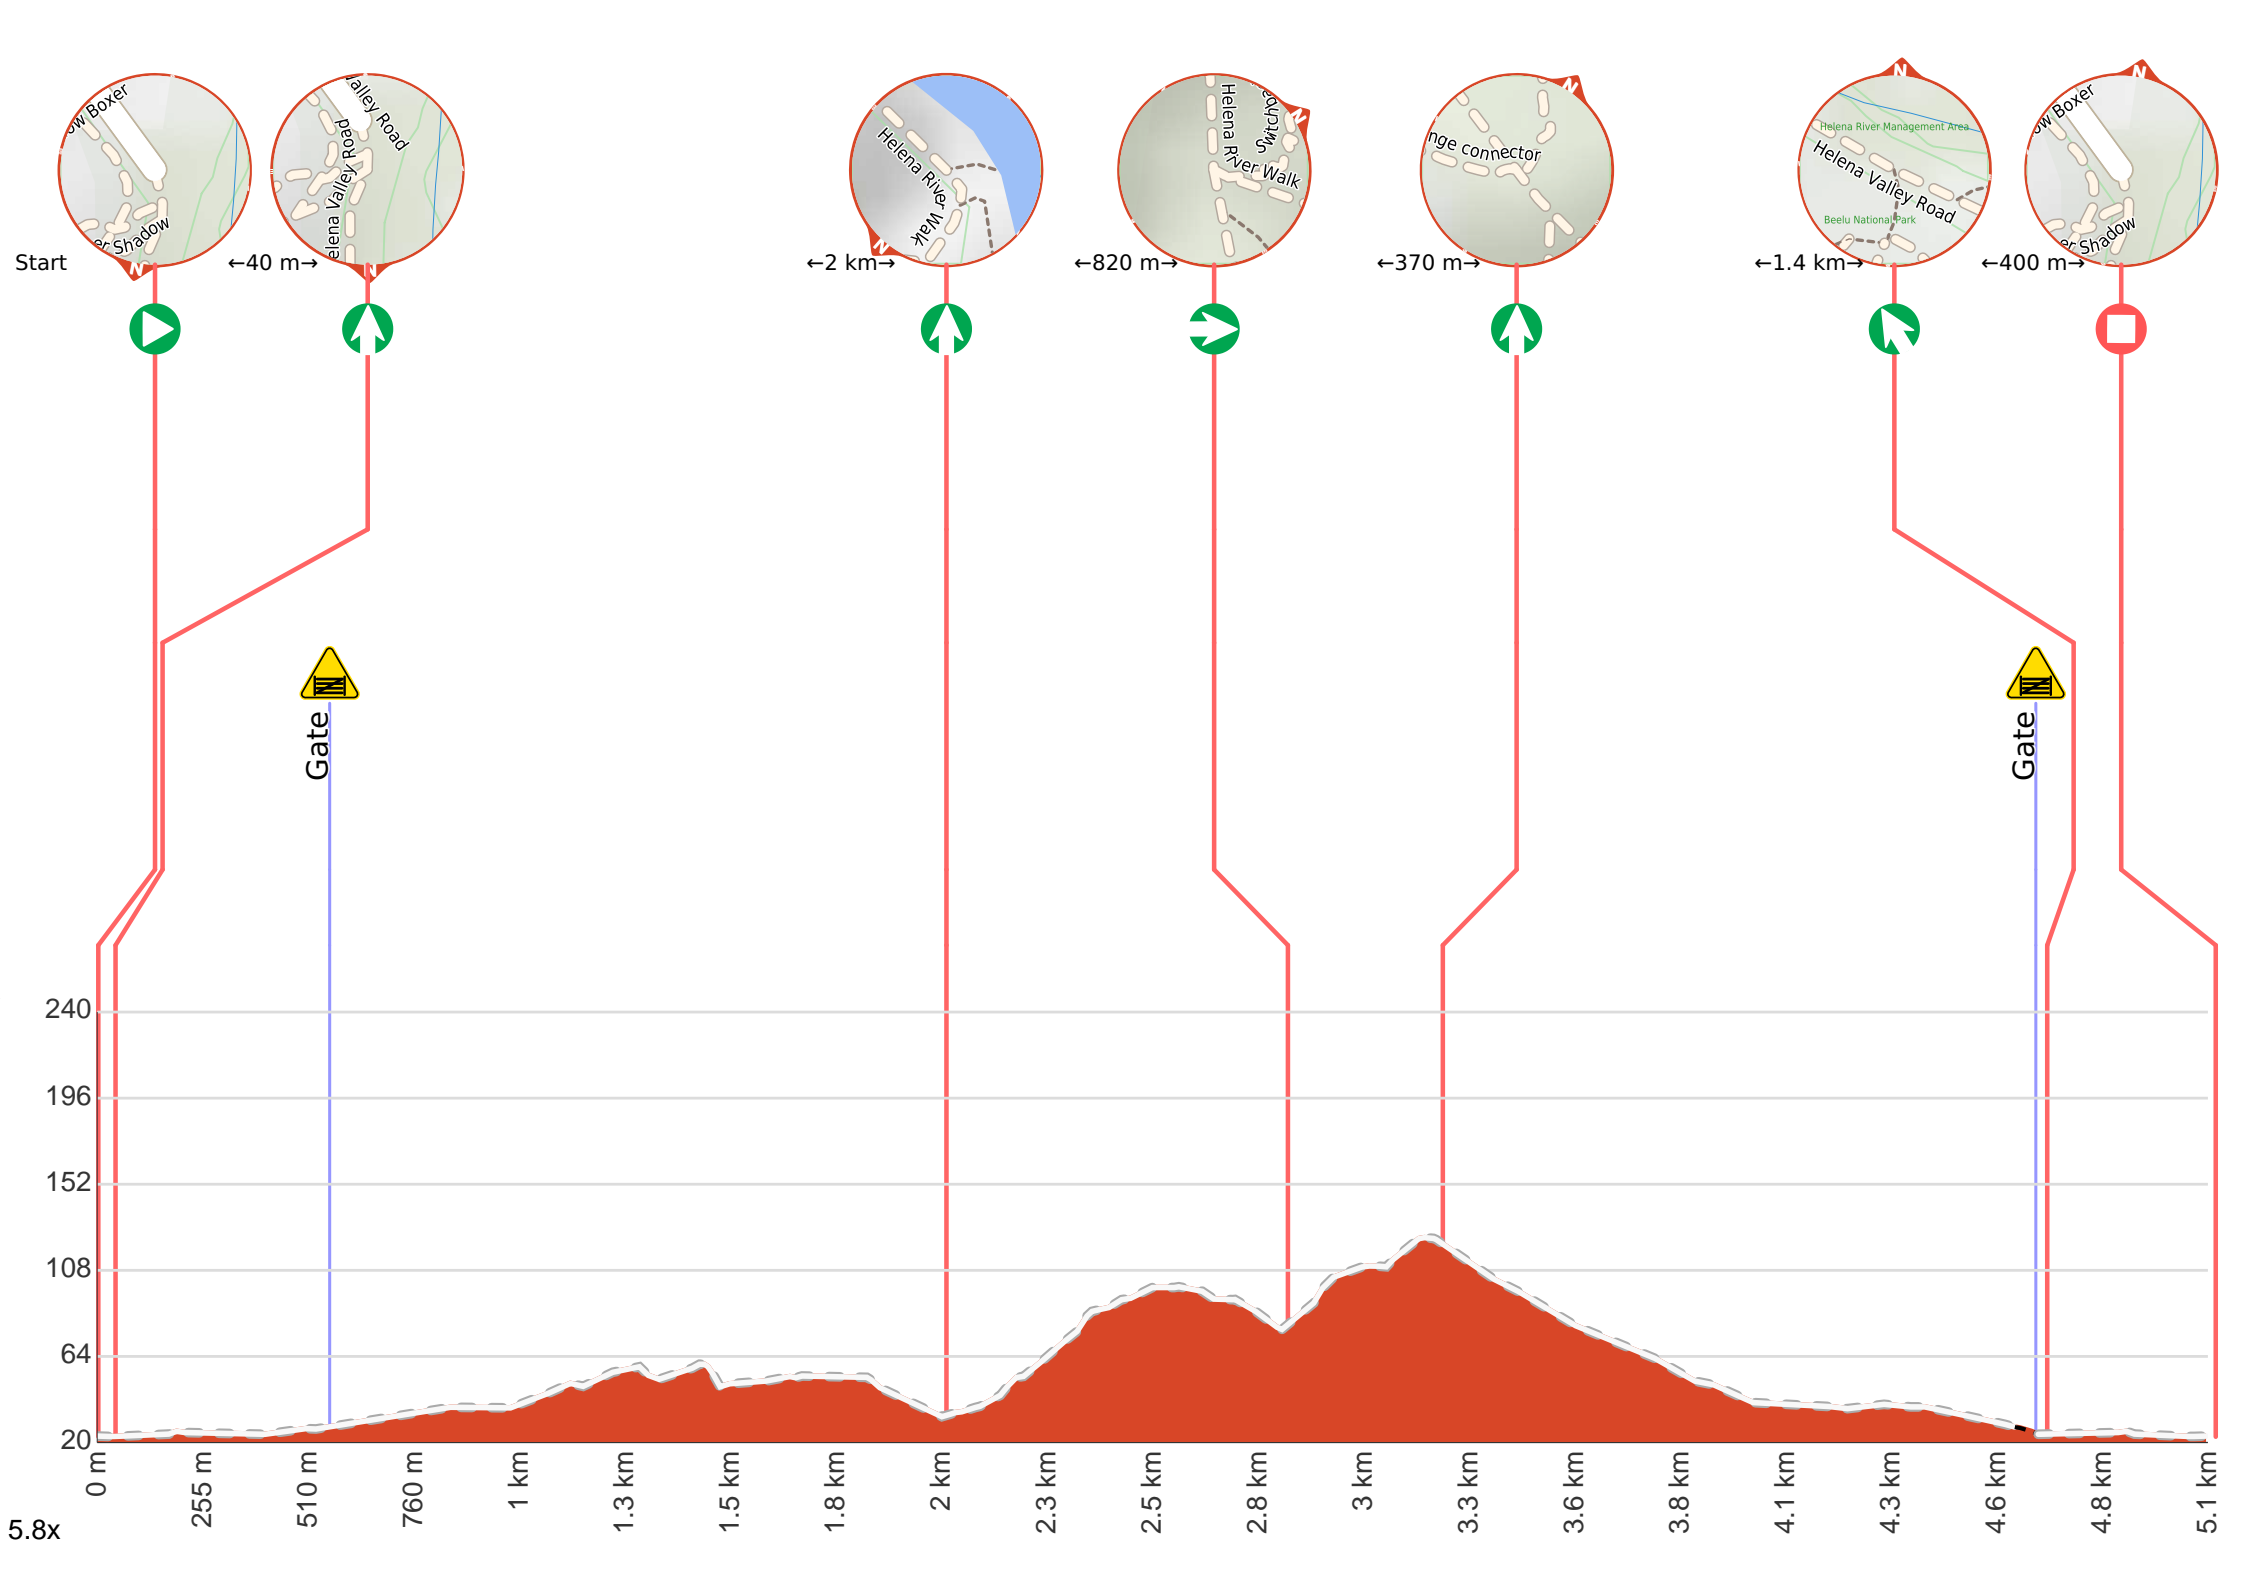 ow Boxer
er Shadow
N
alley Road
elena Valley Road
N
Helena River Walk
N
Helena River Walk
Switchb
N
nge connector
N
N
Helena River Management Area
Helena Valley Road
Beelu National Park
N
ow Boxer
er Shadow
Start
←40 m→
←2 km→
←820 m→
←370 m→
←1.4 km→
←400 m→
Gate
Gate
240
196
152
108
64
20
0 m
255 m
510 m
760 m
1 km
1.3 km
1.5 km
1.8 km
2 km
2.3 km
2.5 km
2.8 km
3 km
3.3 km
3.6 km
3.8 km
4.1 km
4.3 km
4.6 km
4.8 km
5.1 km
5.8x